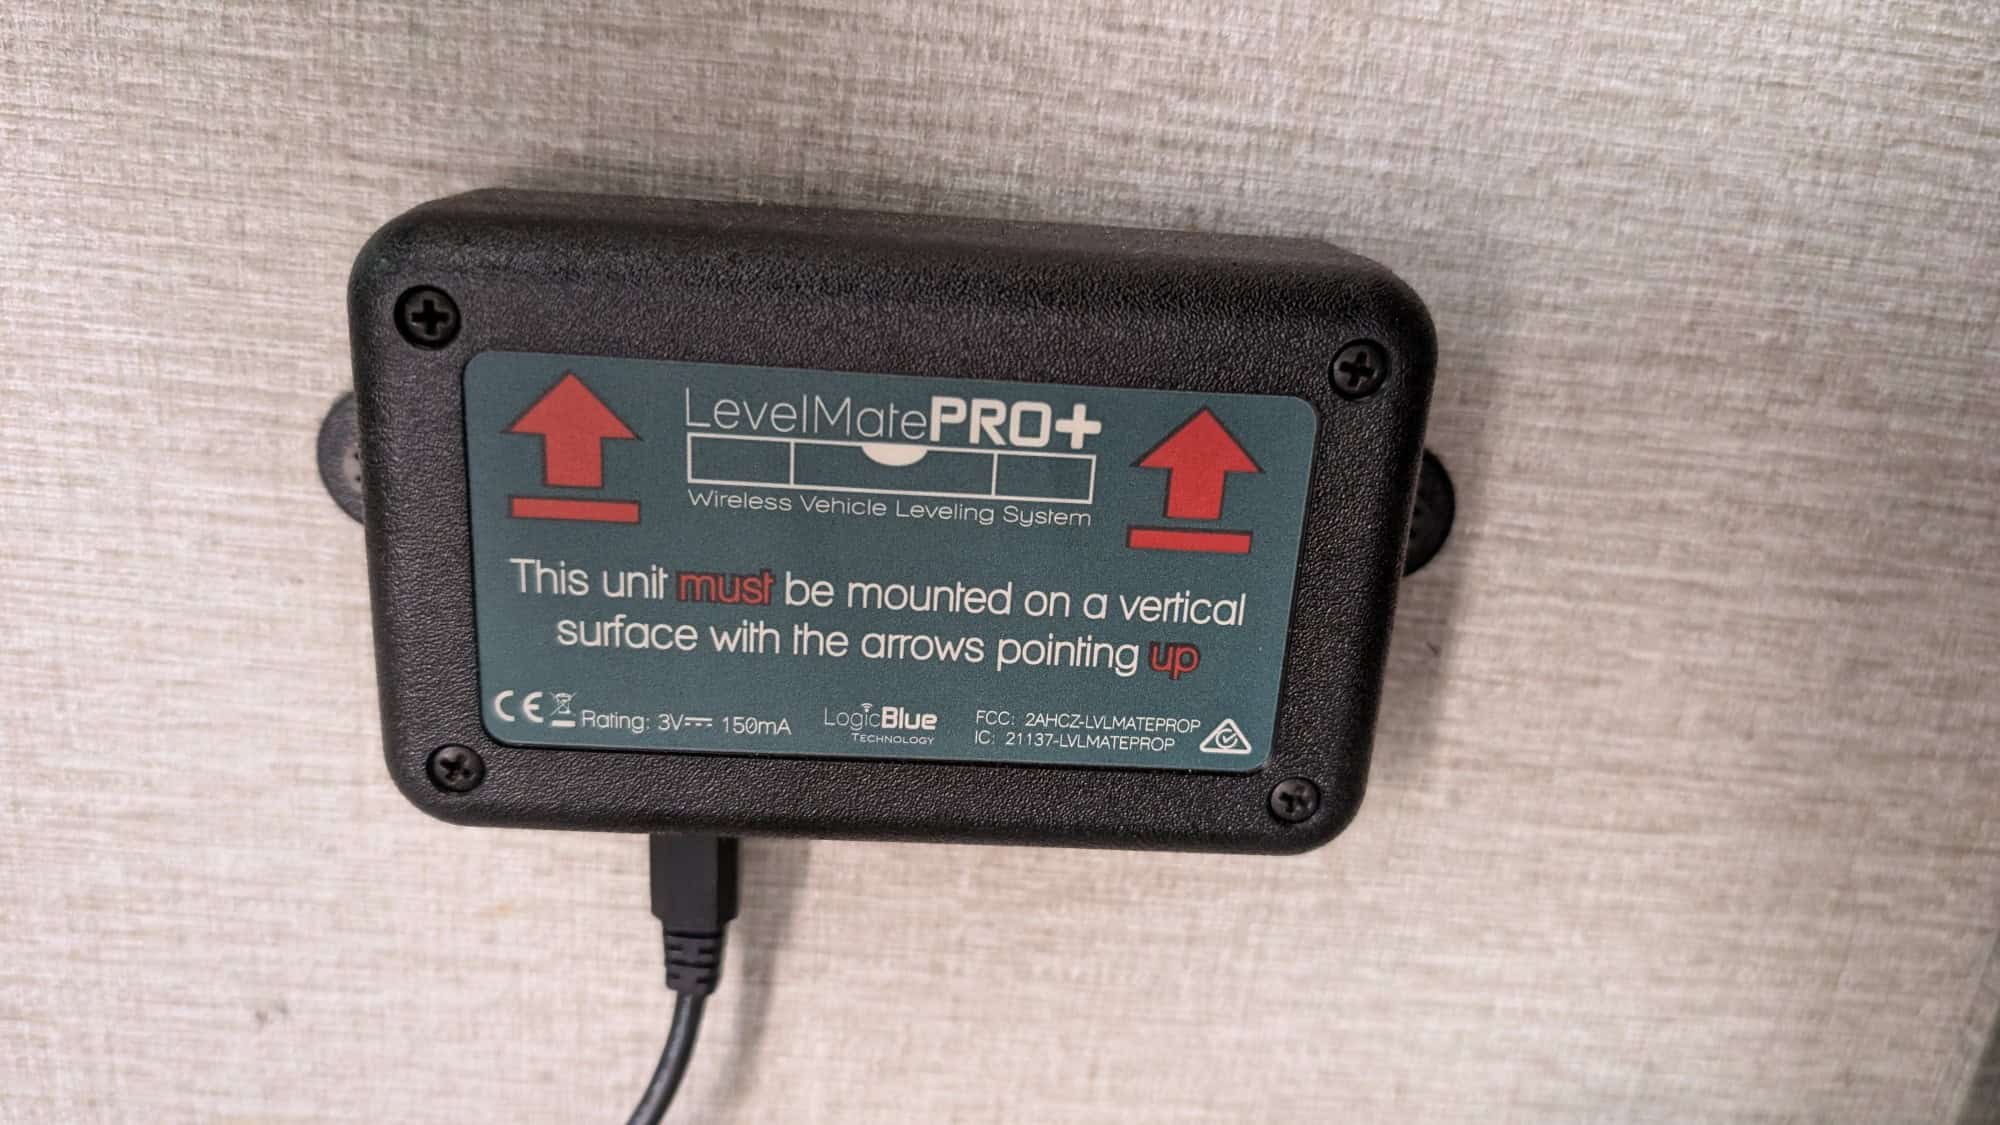 LevelMatePRO+
Wireless Vehicle Leveling System
This unit must be mounted on a vertical
surface with the arrows pointing up
CE Rating: 3V⎓ 150mA
LogicBlue
TECHNOLOGY
FCC: 2AHCZ-LVLMATEPROP
IC: 21137-LVLMATEPROP